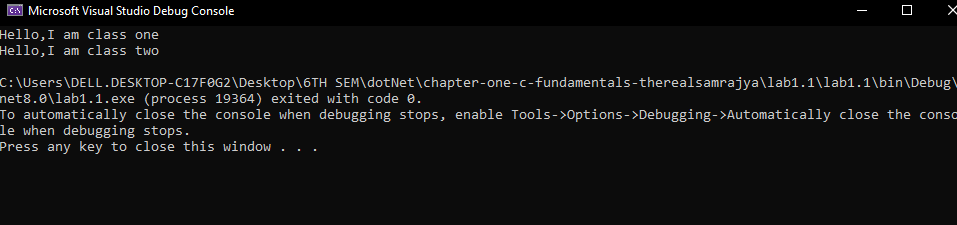 Microsoft Visual Studio Debug Console
Hello,I am class one
Hello,I am class two
C:\Users\DELL.DESKTOP-C17F0G2\Desktop\6TH SEM\dotNet\chapter-one-c-fundamentals-therealsamrajya\lab1.1\lab1.1\bin\Debug\
net8.0\lab1.1.exe (process 19364) exited with code 0.
To automatically close the console when debugging stops, enable Tools->Options->Debugging->Automatically close the conso
le when debugging stops.
Press any key to close this window . . .